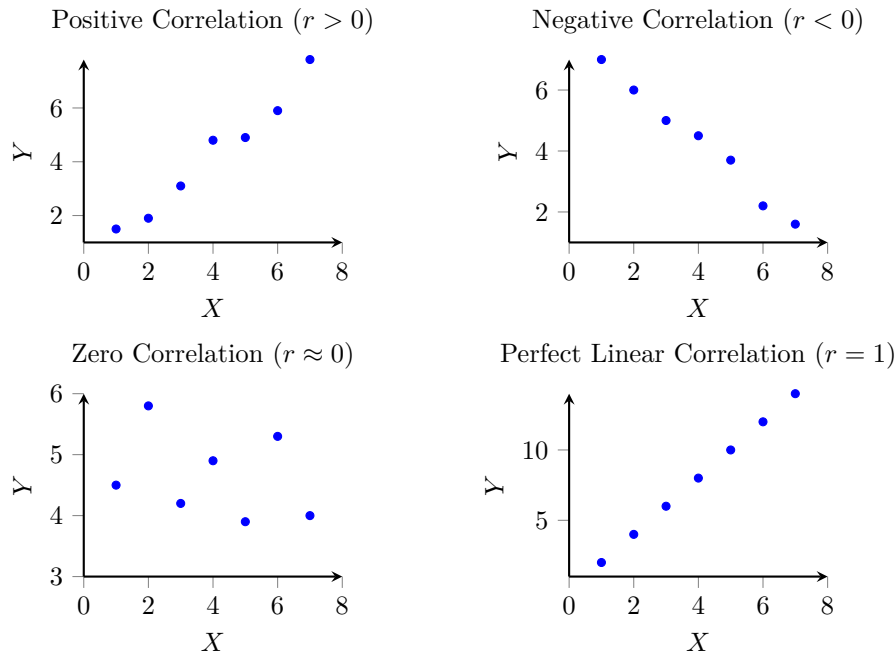 Positive Correlation (r > 0)
6
4
2
Y
0 2 4 6 8
X
Negative Correlation (r < 0)
6
4
2
Y
0 2 4 6 8
X
Zero Correlation (r ≈ 0)
6
5
4
3
Y
0 2 4 6 8
X
Perfect Linear Correlation (r = 1)
10
5
Y
0 2 4 6 8
X